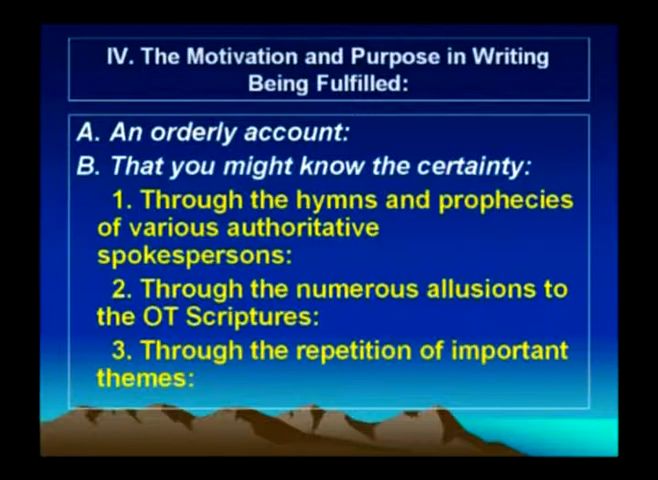 IV. The Motivation and Purpose in Writing
Being Fulfilled:
A. An orderly account:
B. That you might know the certainty:
1. Through the hymns and prophecies
of various authoritative
spokespersons:
2. Through the numerous allusions to
the OT Scriptures:
3. Through the repetition of important
themes: